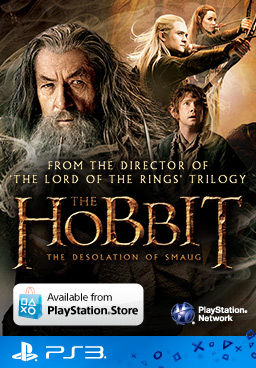 FROM THE DIRECTOR OF
'THE LORD OF THE RINGS' TRILOGY
THE
HOBBIT
THE DESOLATION OF SMAUG
Available from
PlayStation®Store
PlayStation®
Network
PS3™